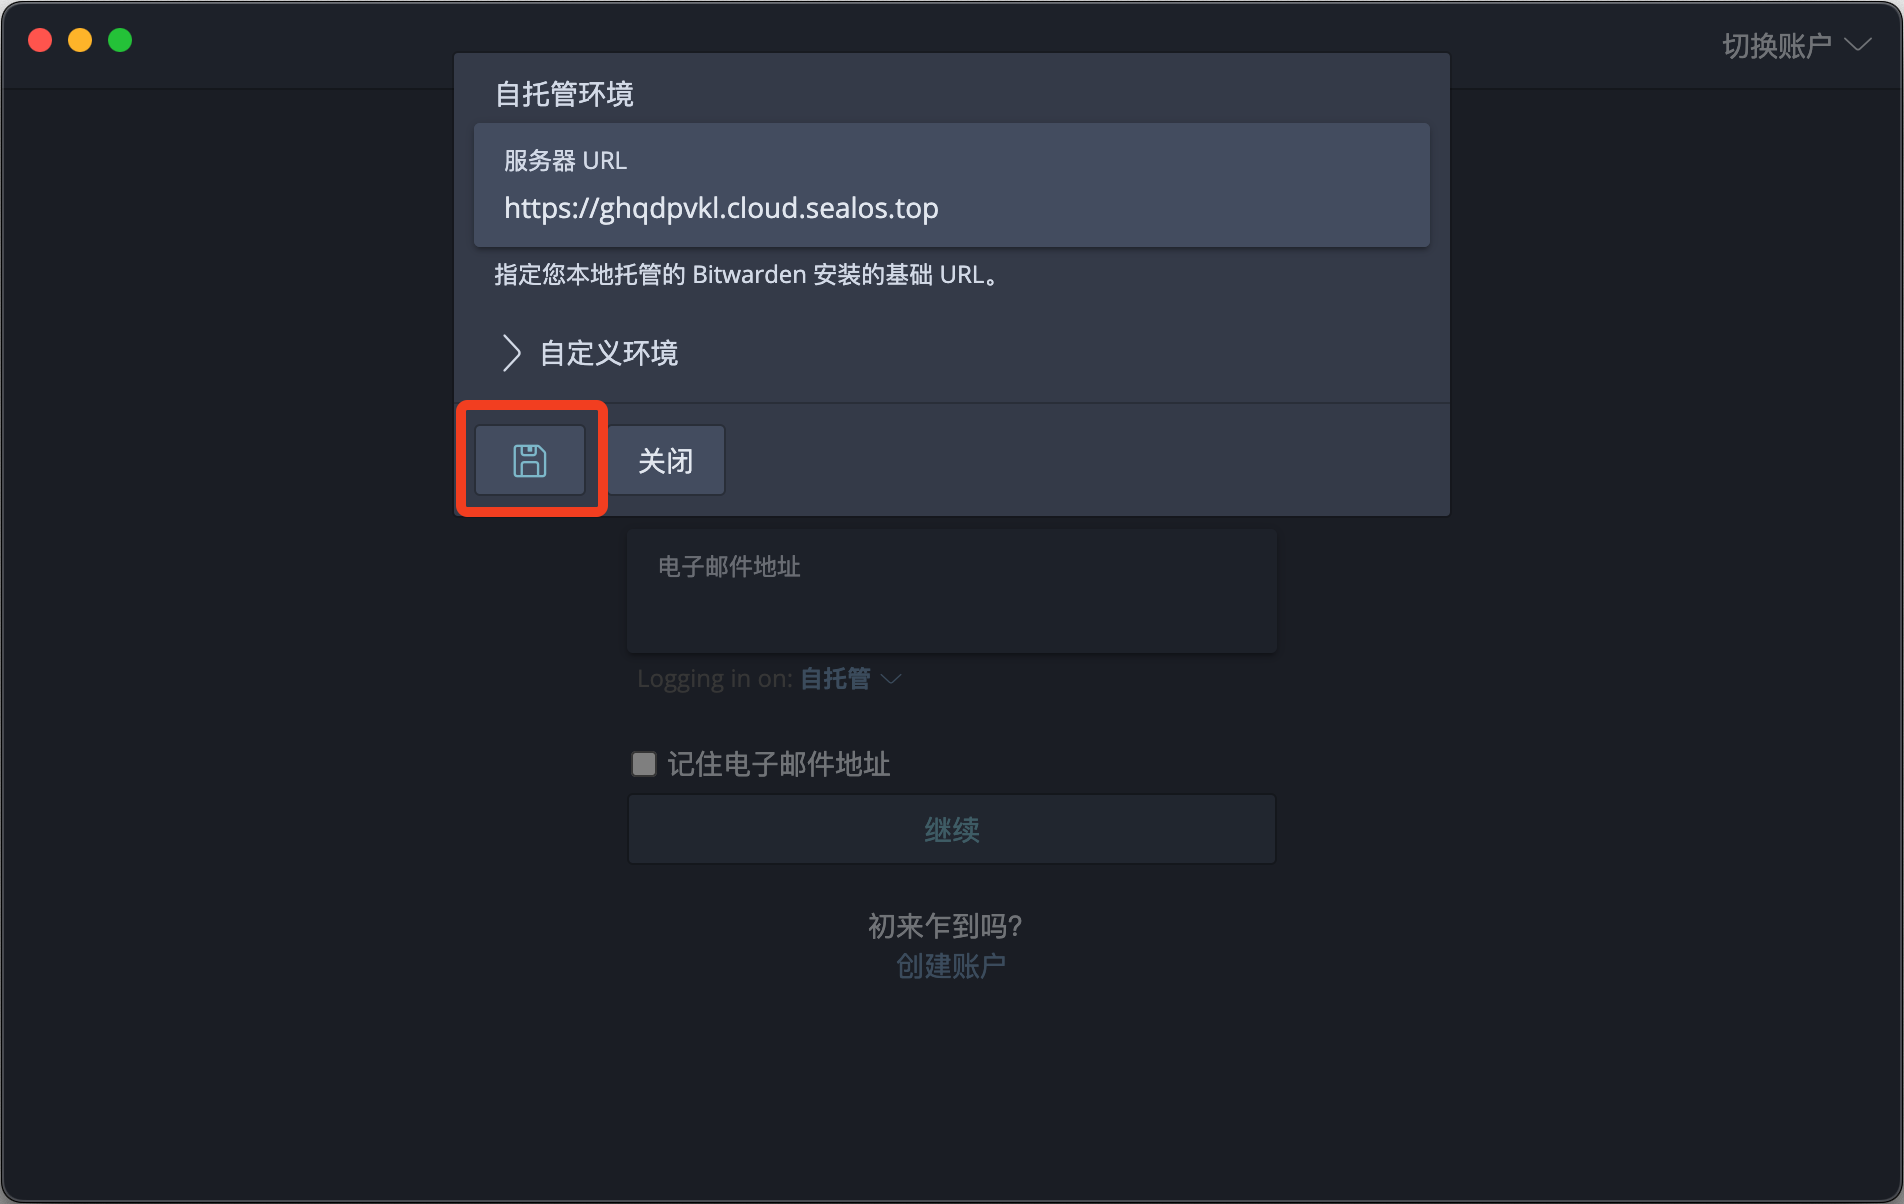 切换账户
自托管环境
服务器 URL
https://ghqdpvkl.cloud.sealos.top
指定您本地托管的 Bitwarden 安装的基础 URL。
自定义环境
关闭
电子邮件地址
Logging in on: 自托管
记住电子邮件地址
继续
初来乍到吗?
创建账户